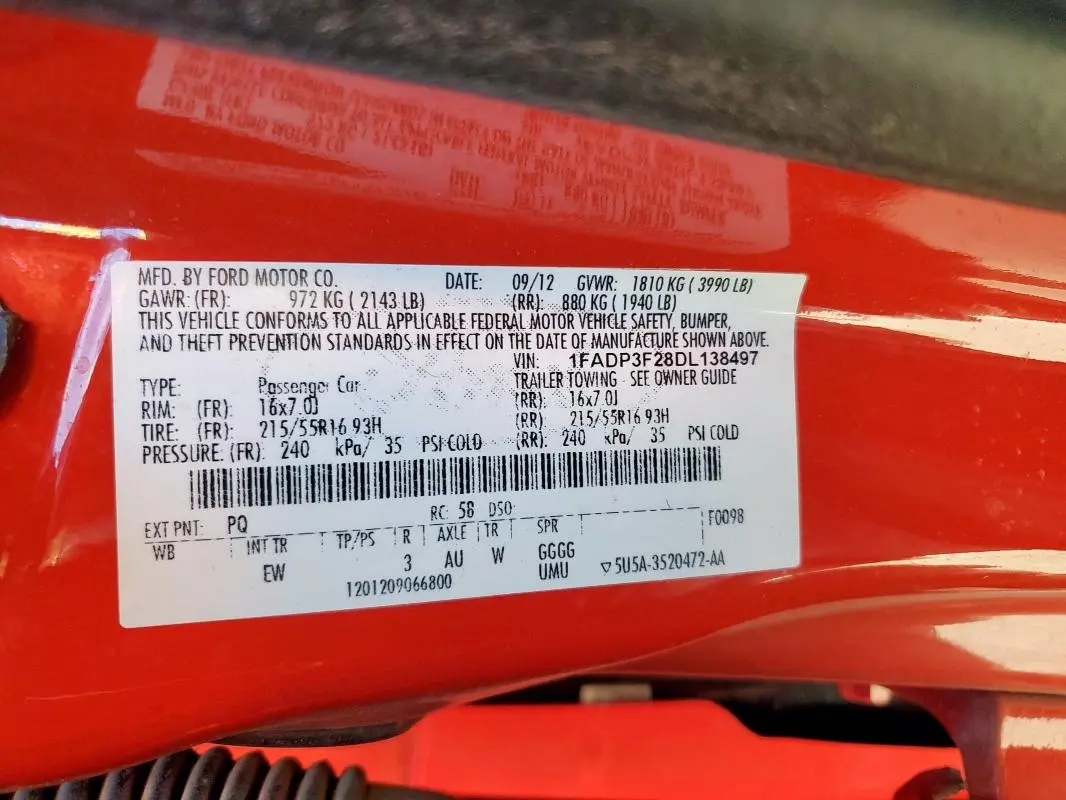 MFD. BY FORD MOTOR CO. DATE: 09/12 GVWR: 1810 KG ( 3990 LB)
GAWR: (FR): 972 KG ( 2143 LB) (RR): 880 KG ( 1940 LB)
THIS VEHICLE CONFORMS TO ALL APPLICABLE FEDERAL MOTOR VEHICLE SAFETY, BUMPER,
AND THEFT PREVENTION STANDARDS IN EFFECT ON THE DATE OF MANUFACTURE SHOWN ABOVE.
VIN: 1FADP3F28DL138497
TYPE: Passenger Car TRAILER TOWING - SEE OWNER GUIDE
RIM: (FR): 16x7.0J (RR): 16x7.0J
TIRE: (FR): 215/55R16 93H (RR): 215/55R16 93H
PRESSURE: (FR): 240 kPa/ 35 PSI COLD (RR): 240 kPa/ 35 PSI COLD
EXT PNT: PQ RC: 58 DSO: F0098
WB INT TR TP/PS R AXLE TR SPR
EW 3 AU W GGGG
UMU
1201209066800 ▽5U5A-3520472-AA